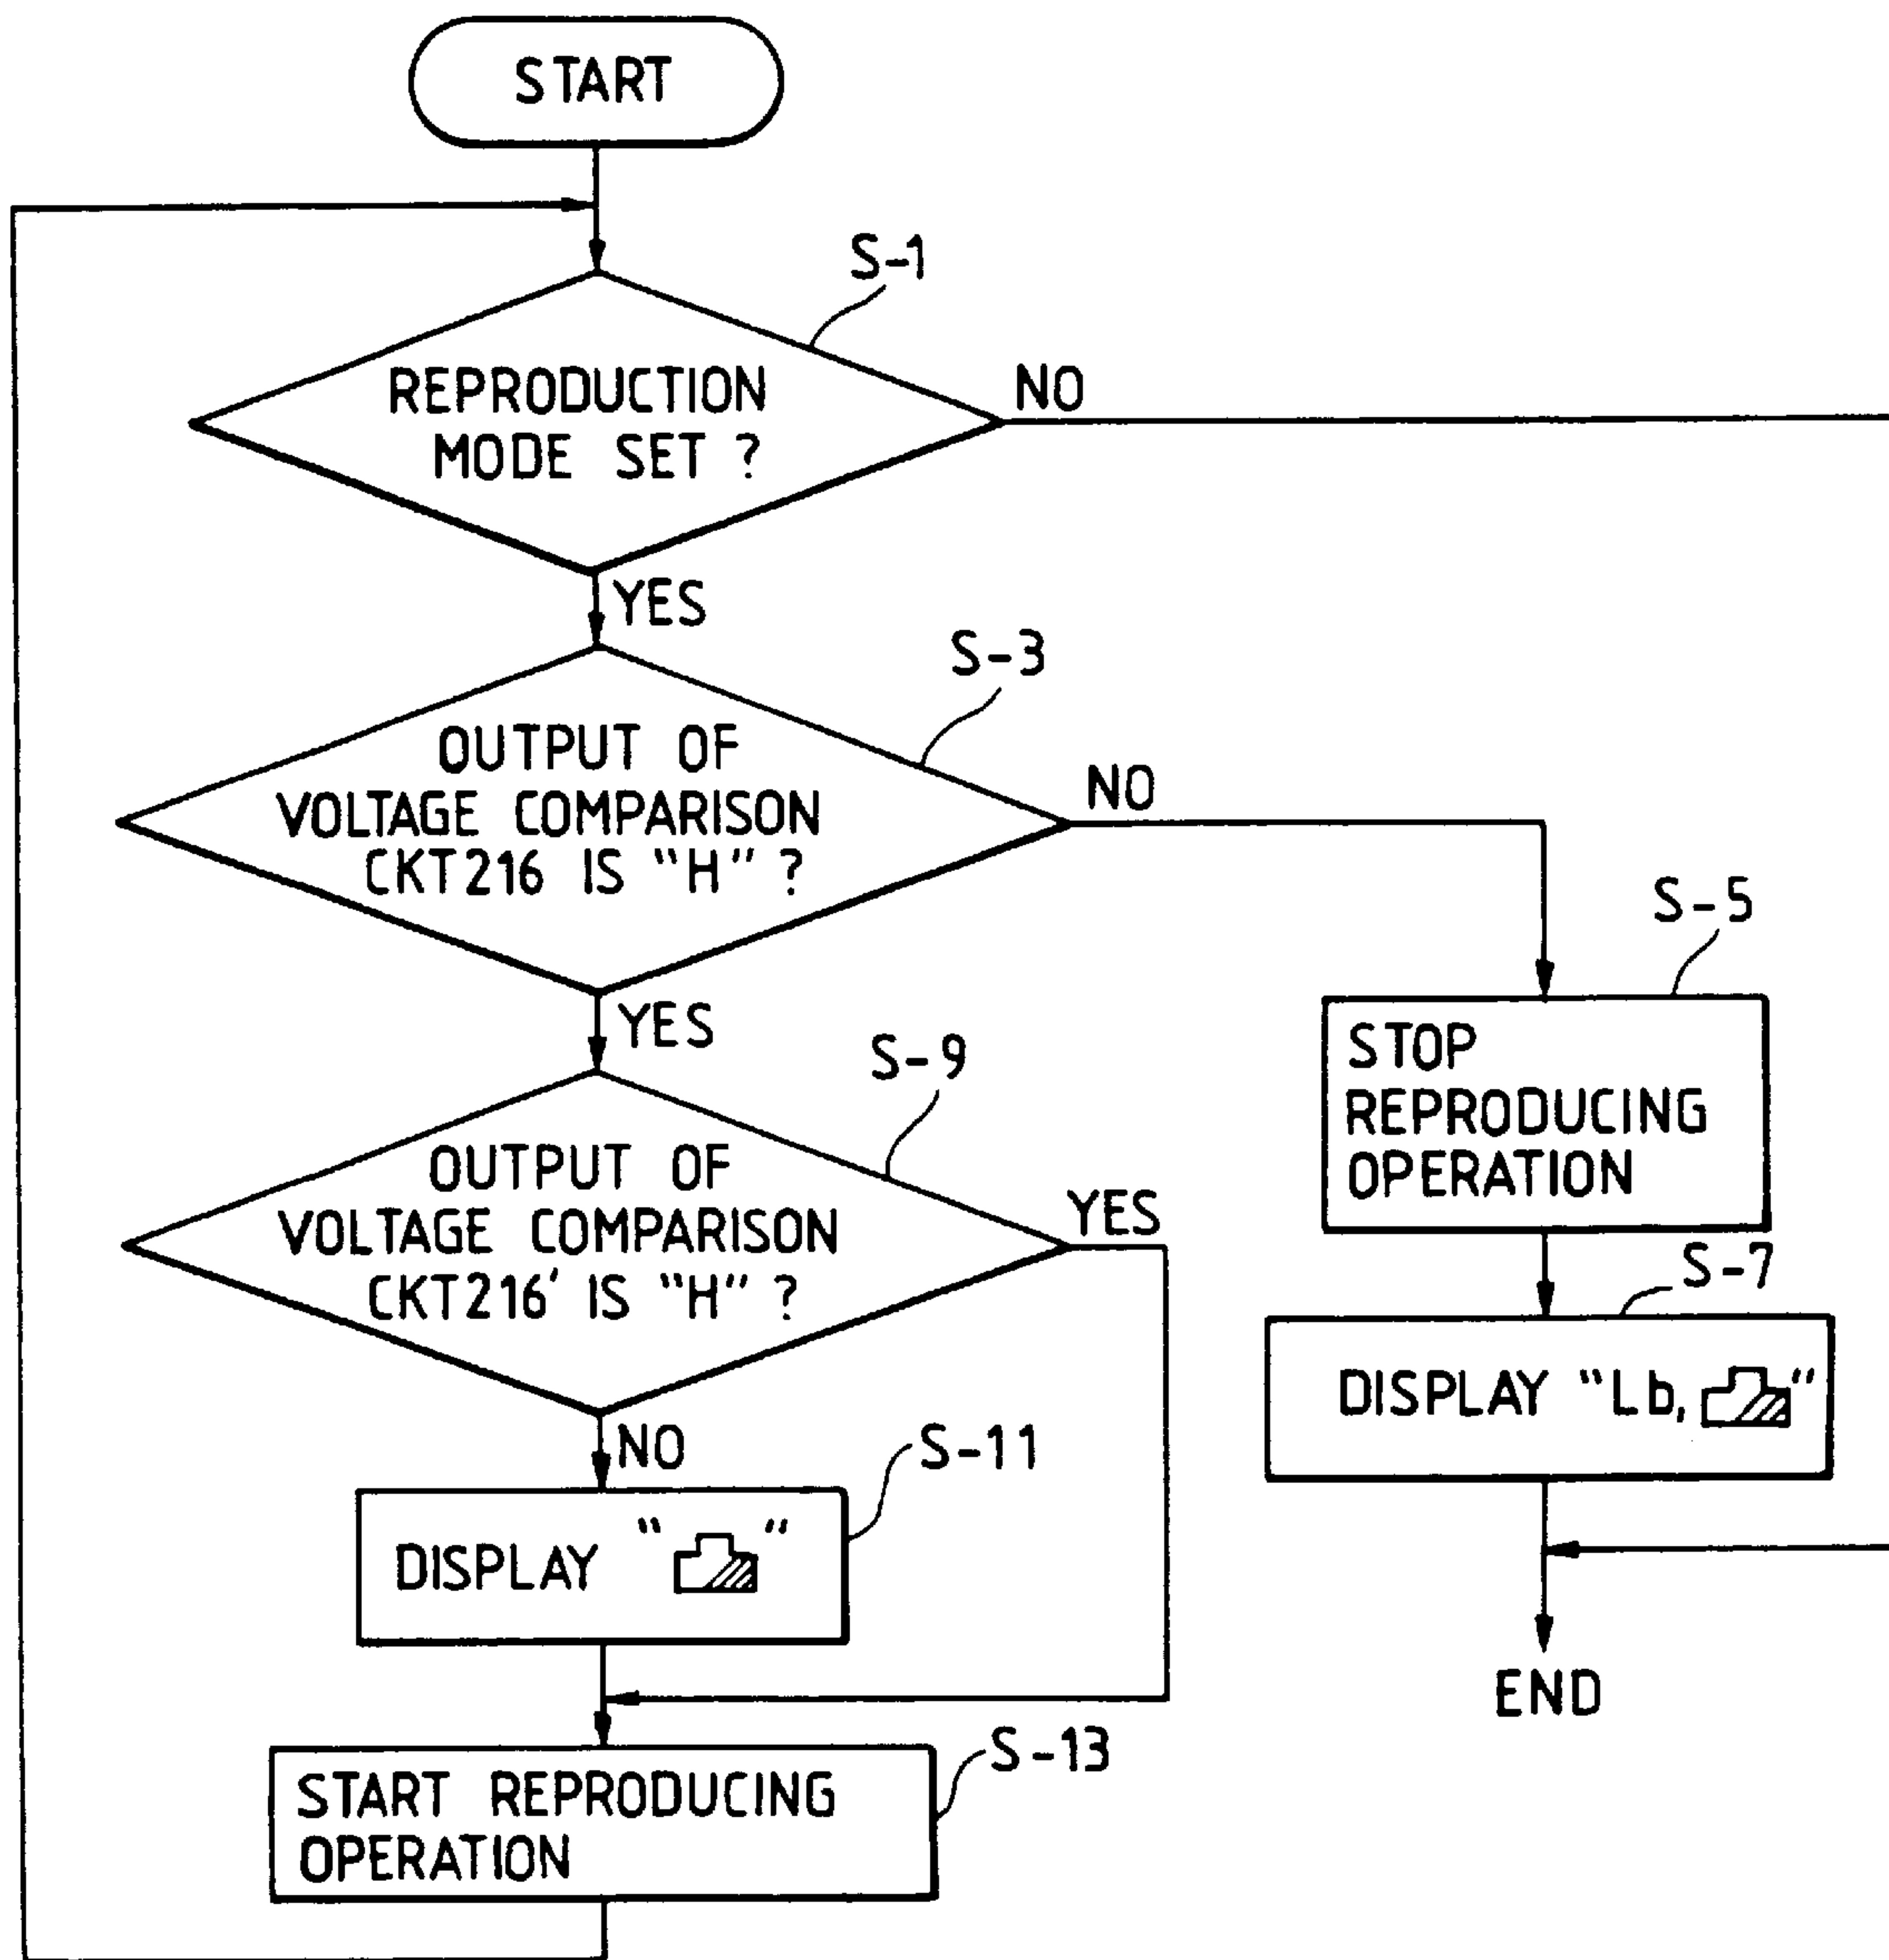 START
S-1
REPRODUCTION
MODE SET ?
NO
YES
S-3
OUTPUT OF
VOLTAGE COMPARISON
CKT216 IS "H" ?
NO
YES
S-5
STOP
REPRODUCING
OPERATION
S-9
OUTPUT OF
VOLTAGE COMPARISON
CKT216' IS "H" ?
YES
NO
S-7
DISPLAY "Lb, "
S-11
DISPLAY " "
END
S-13
START REPRODUCING
OPERATION